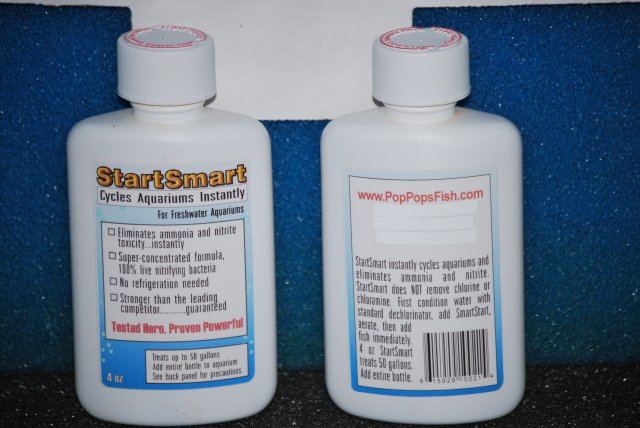 StartSmart
Cycles Aquariums Instantly
For Freshwater Aquariums
Eliminates ammonia and nitrite
toxicity...instantly
Super-concentrated formula,
100% live nitrifying bacteria
No refrigeration needed
Stronger than the leading
competitor...........guaranteed
Tested Here, Proven Powerful
Treats up to 50 gallons
Add entire bottle to aquarium
See back panel for precautions
4 oz
www.PopPopsFish.com
StartSmart instantly cycles aquariums and
eliminates ammonia and nitrite.
StartSmart does NOT remove chlorine or
chloramine. First condition water with
standard dechlorinator, add SmartStart,
aerate, then add
fish immediately.
4 oz StartSmart
treats 50 gallons.
Add entire bottle.